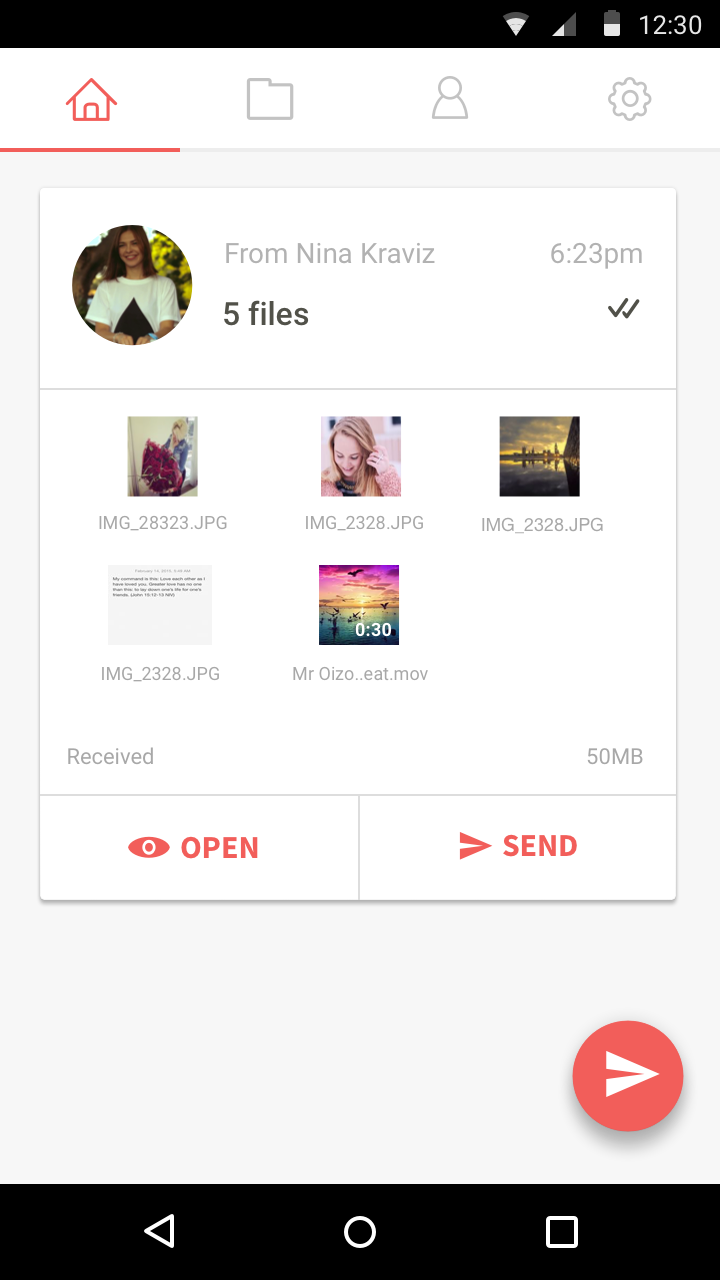 12:30
From Nina Kraviz
6:23pm
5 files
IMG_28323.JPG
IMG_2328.JPG
IMG_2328.JPG
February 13, 2015, 5:46 AM
My command is this: Love each other as I
have loved you. Greater love has no one
than this: to lay down one's life for one's
friends. (John 15:12-13 NIV)
0:30
IMG_2328.JPG
Mr Oizo..eat.mov
Received
50MB
OPEN
SEND